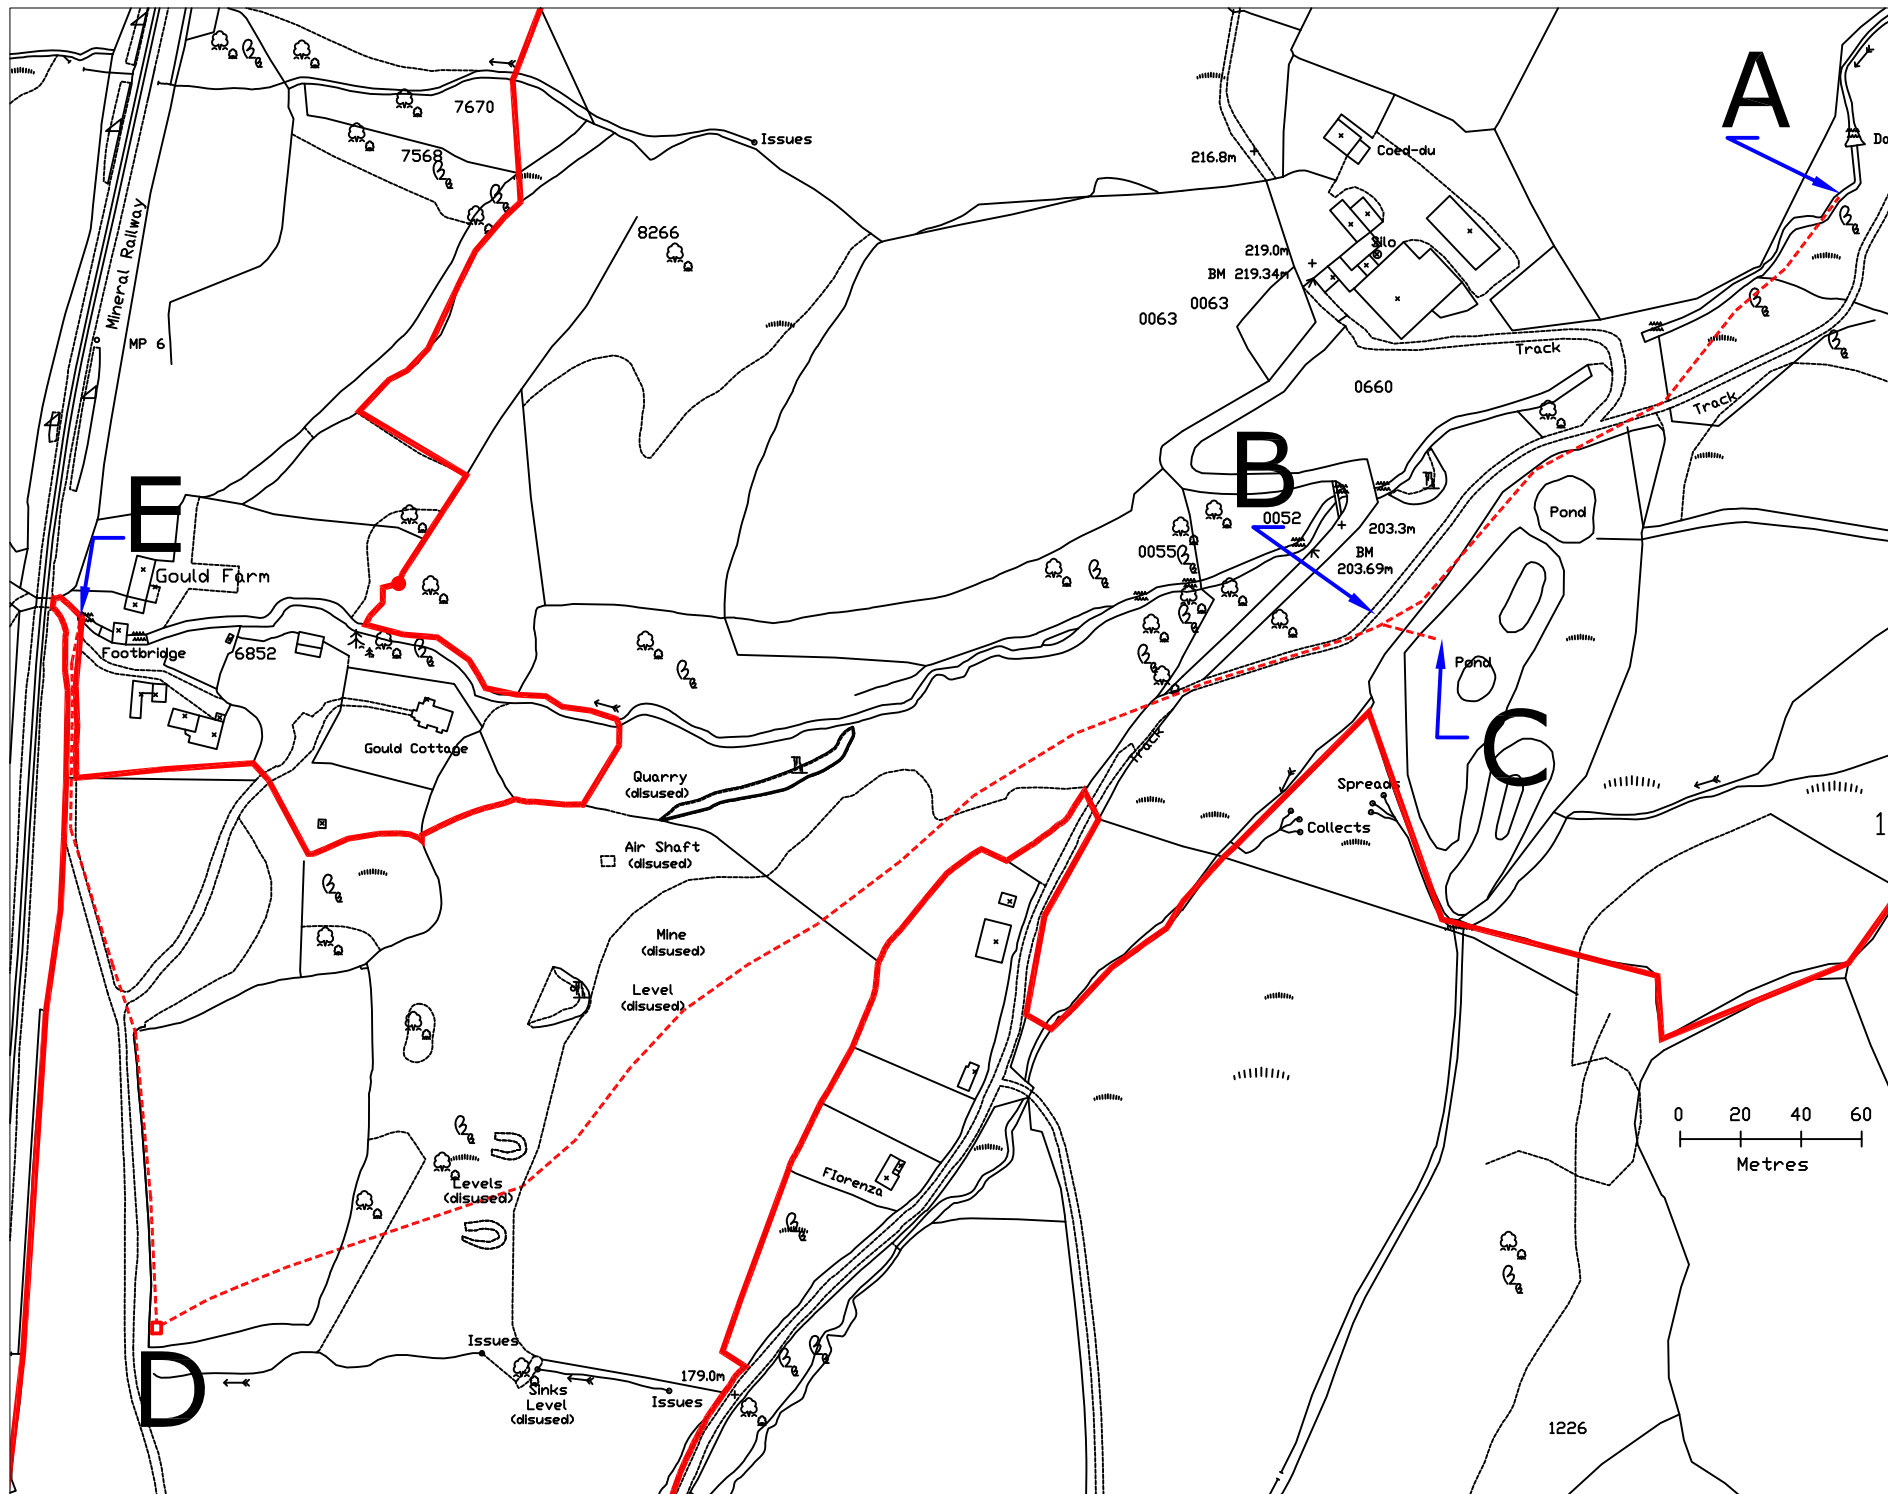 A
7670
Issues
7568
216.8m
Coed-du
Mineral Railway
8266
219.0m
Silo
BM 219.34m
0063
0063
MP 6
Track
0660
Track
B
E
0052
Pond
203.3m
0055
BM
203.69m
Gould Farm
Footbridge
6852
Pond
C
Gould Cottage
Track
Quarry
(disused)
Spreads
Collects
1
Air Shaft
(disused)
Mine
(disused)
Level
(disused)
0 20 40 60
Metres
Levels
(disused)
Florenza
D
Issues
179.0m
Sinks
Level
(disused)
Issues
1226